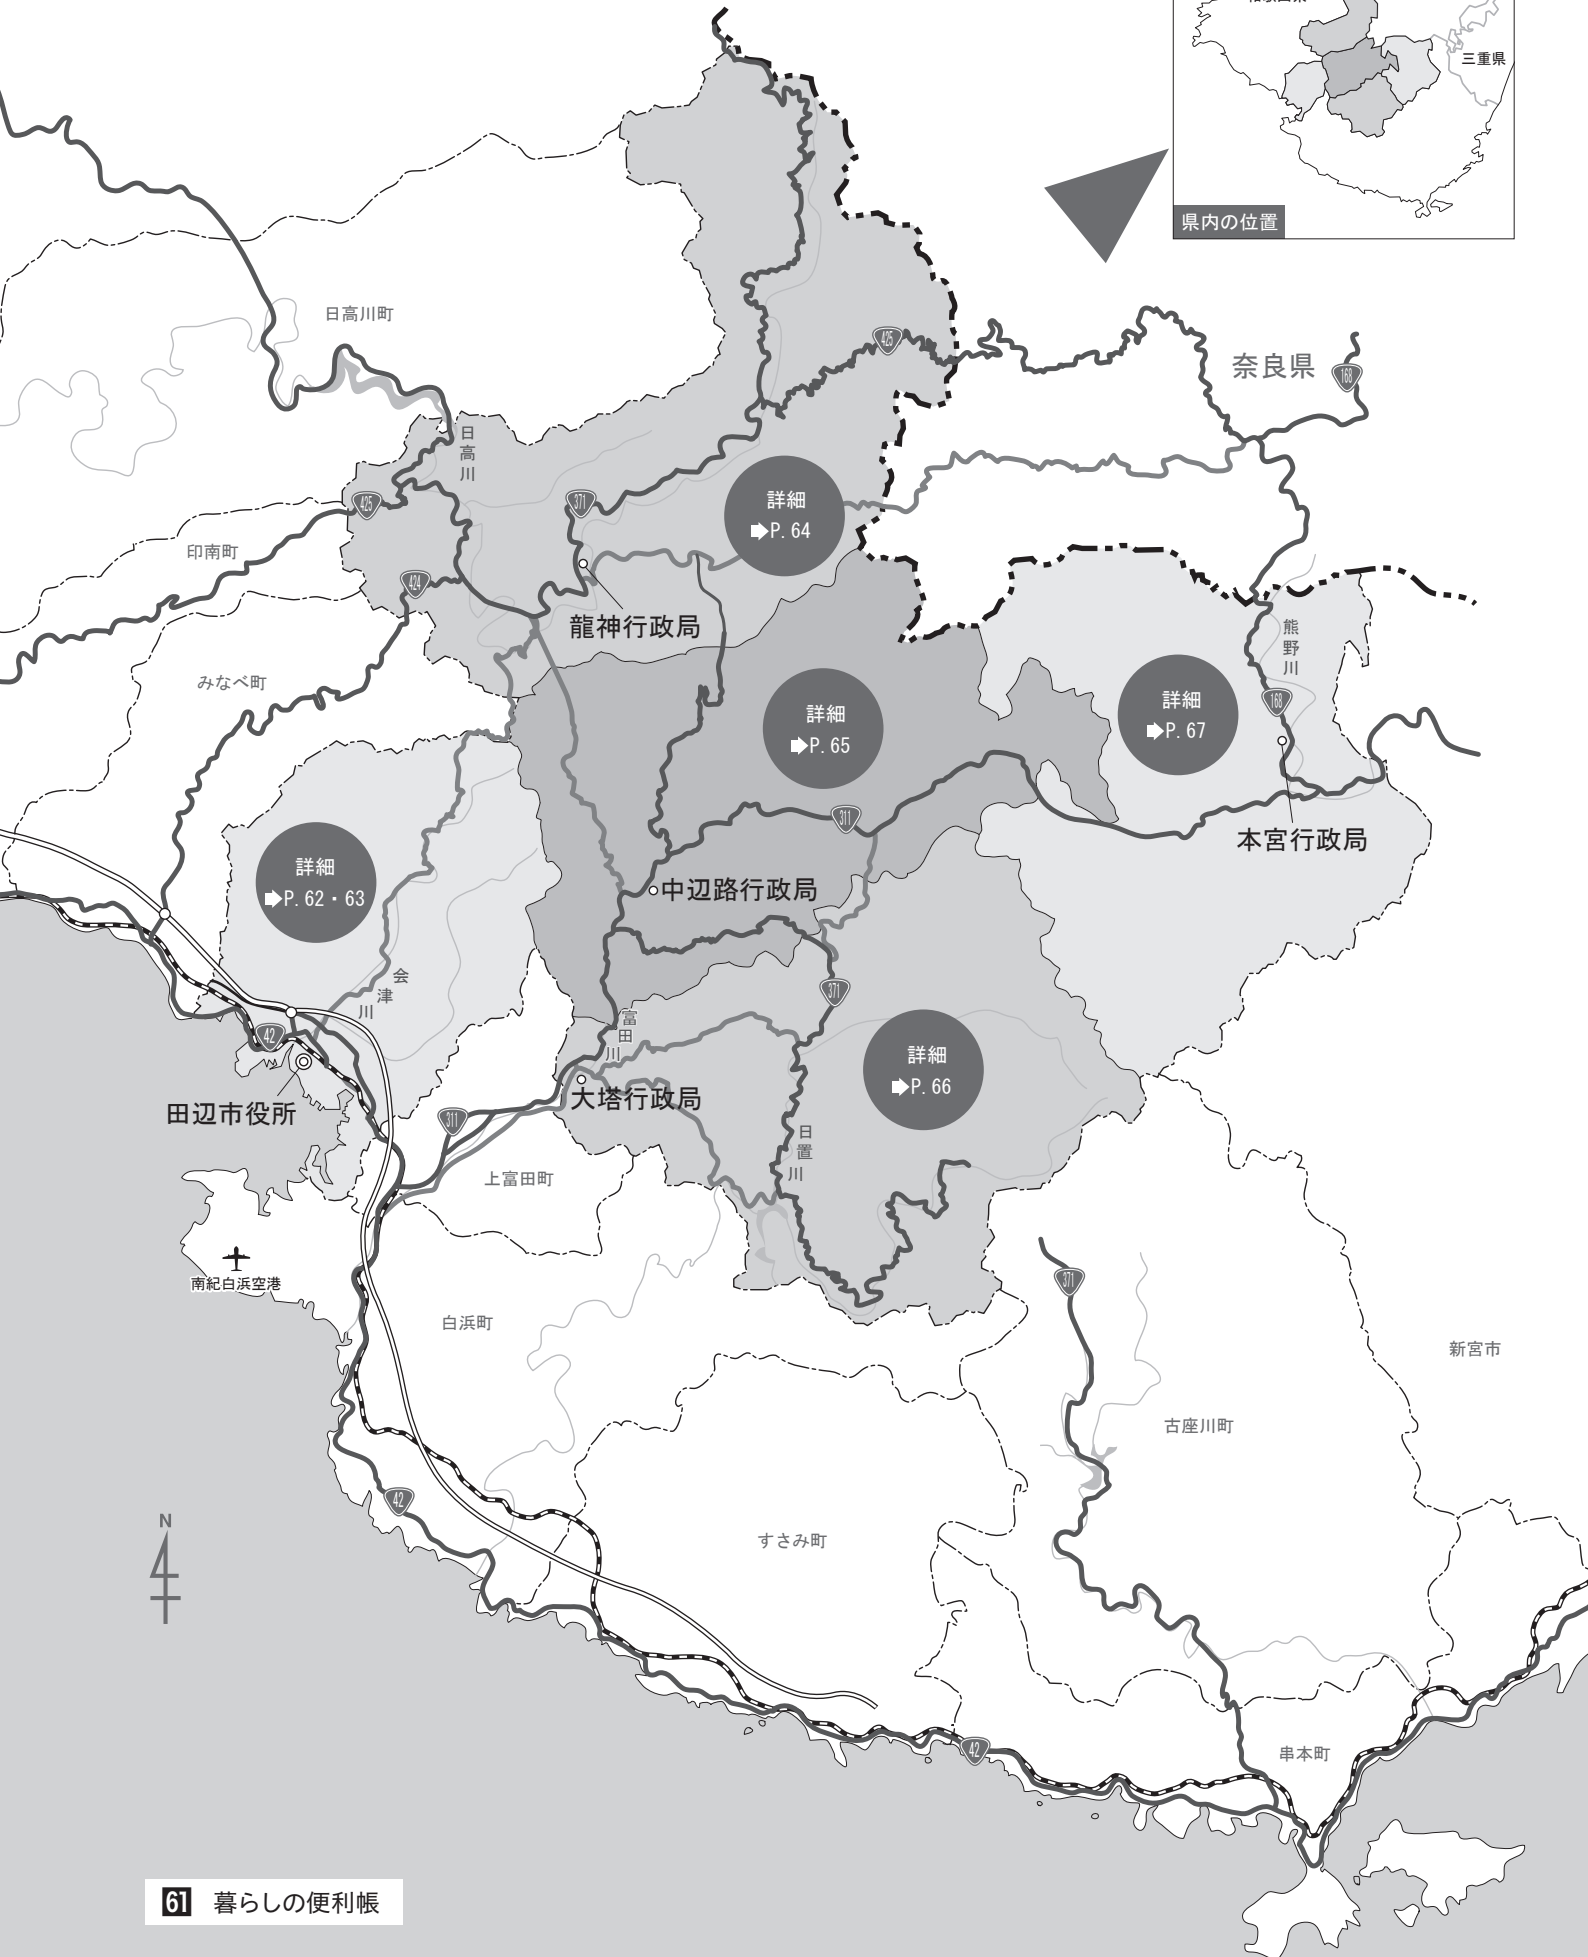 三重県
県内の位置
日高川町
425
奈良県
168
日高川
425
371
詳細
➡P. 64
印南町
424
龍神行政局
熊野川
みなべ町
詳細
➡P. 65
詳細
➡P. 67
168
311
本宮行政局
詳細
➡P. 62・63
中辺路行政局
会津川
371
富田川
42
詳細
➡P. 66
田辺市役所
大塔行政局
311
日置川
上富田町
南紀白浜空港
371
白浜町
新宮市
古座川町
42
N
すさみ町
42
串本町
61 暮らしの便利帳